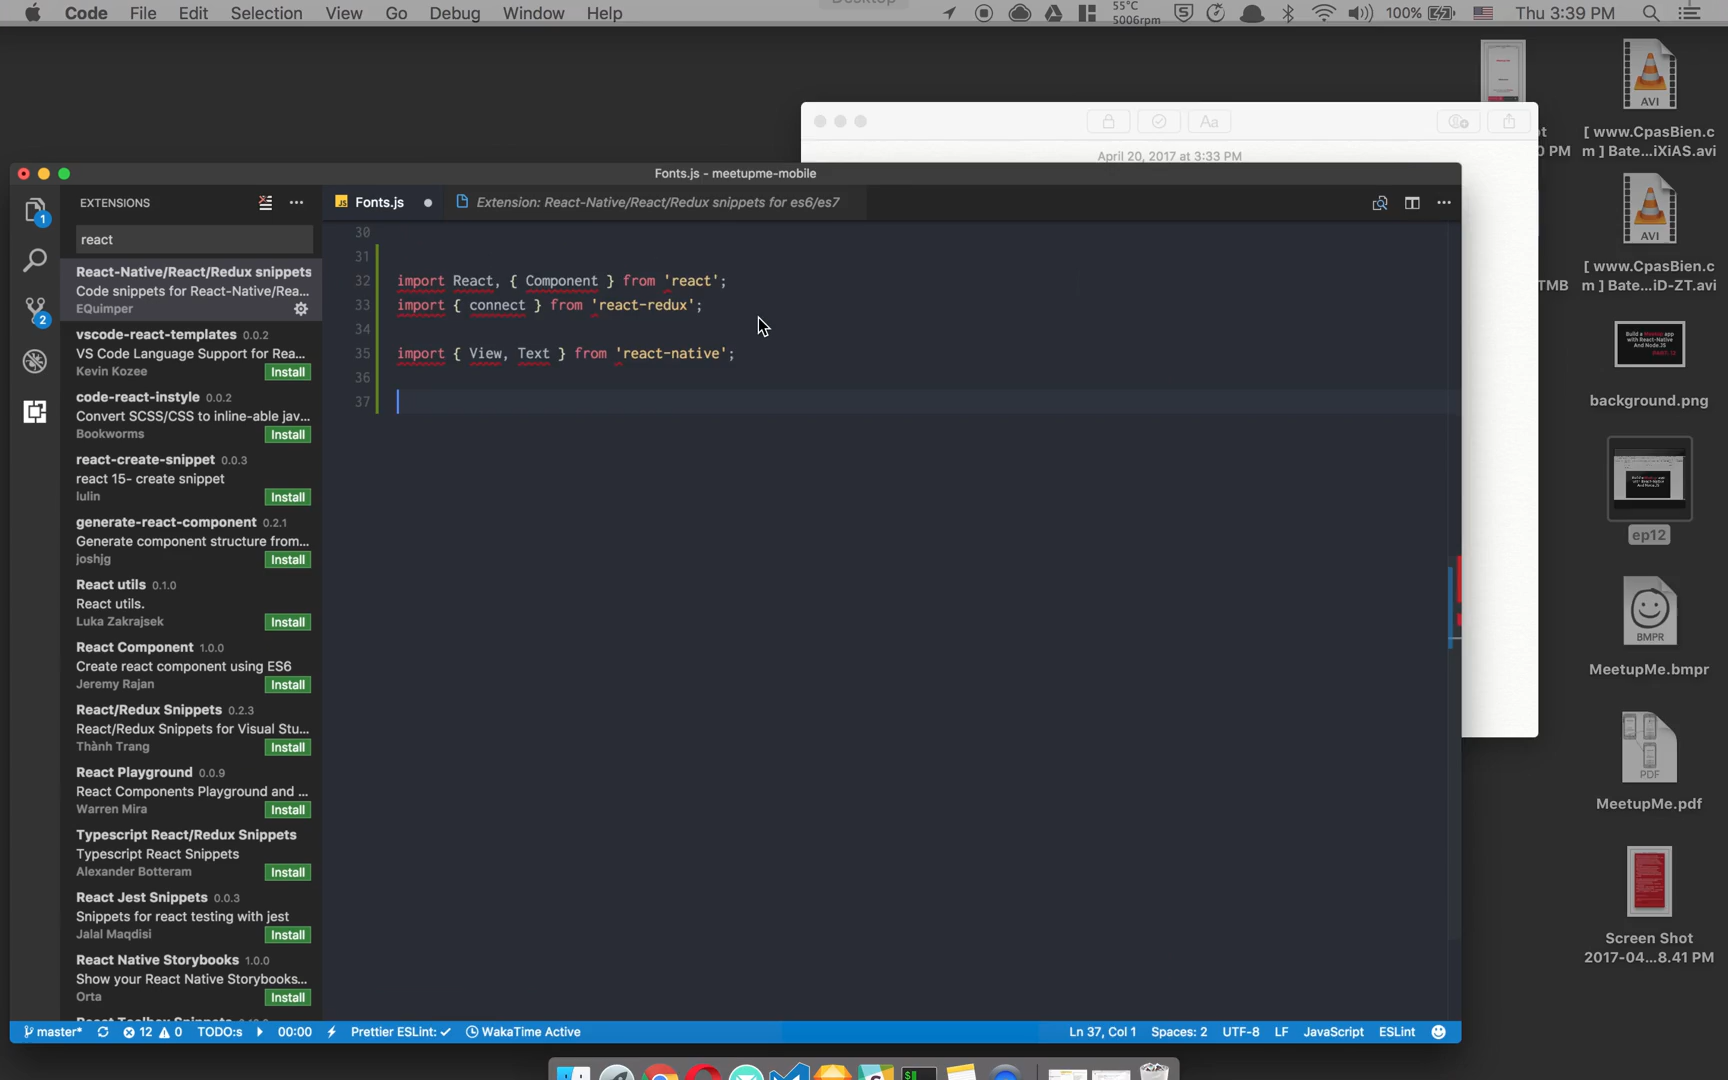 Code File Edit Selection View Go Debug Window Help
55°C
5006rpm
100%
Thu 3:39 PM
AVI
[ www.CpasBien.c
m ] Bate...iXiAS.avi
0 PM
April 20, 2017 at 3:33 PM
Fonts.js - meetupme-mobile
AVI
[ www.CpasBien.c
m ] Bate...iD-ZT.avi
TMB
background.png
ep12
BMPR
MeetupMe.bmpr
PDF
MeetupMe.pdf
Screen Shot
2017-04...8.41 PM
1
2
EXTENSIONS
react
React-Native/React/Redux snippets
Code snippets for React-Native/Rea...
EQuimper
vscode-react-templates 0.0.2
VS Code Language Support for Rea...
Kevin Kozee Install
code-react-instyle 0.0.2
Convert SCSS/CSS to inline-able jav...
Bookworms Install
react-create-snippet 0.0.3
react 15- create snippet
lulin Install
generate-react-component 0.2.1
Generate component structure from...
joshjg Install
React utils 0.1.0
React utils.
Luka Zakrajsek Install
React Component 1.0.0
Create react component using ES6
Jeremy Rajan Install
React/Redux Snippets 0.2.3
React/Redux Snippets for Visual Stu...
Thành Trang Install
React Playground 0.0.9
React Components Playground and ...
Warren Mira Install
Typescript React/Redux Snippets
Typescript React Snippets
Alexander Botteram Install
React Jest Snippets 0.0.3
Snippets for react testing with jest
Jalal Maqdisi Install
React Native Storybooks 1.0.0
Show your React Native Storybooks...
Orta Install
JS Fonts.js
Extension: React-Native/React/Redux snippets for es6/es7
30
31
32 import React, { Component } from 'react';
33 import { connect } from 'react-redux';
34
35 import { View, Text } from 'react-native';
36
37
master* 12 0 TODO:s 00:00 Prettier ESLint: ✓ WakaTime Active
Ln 37, Col 1 Spaces: 2 UTF-8 LF JavaScript ESLint